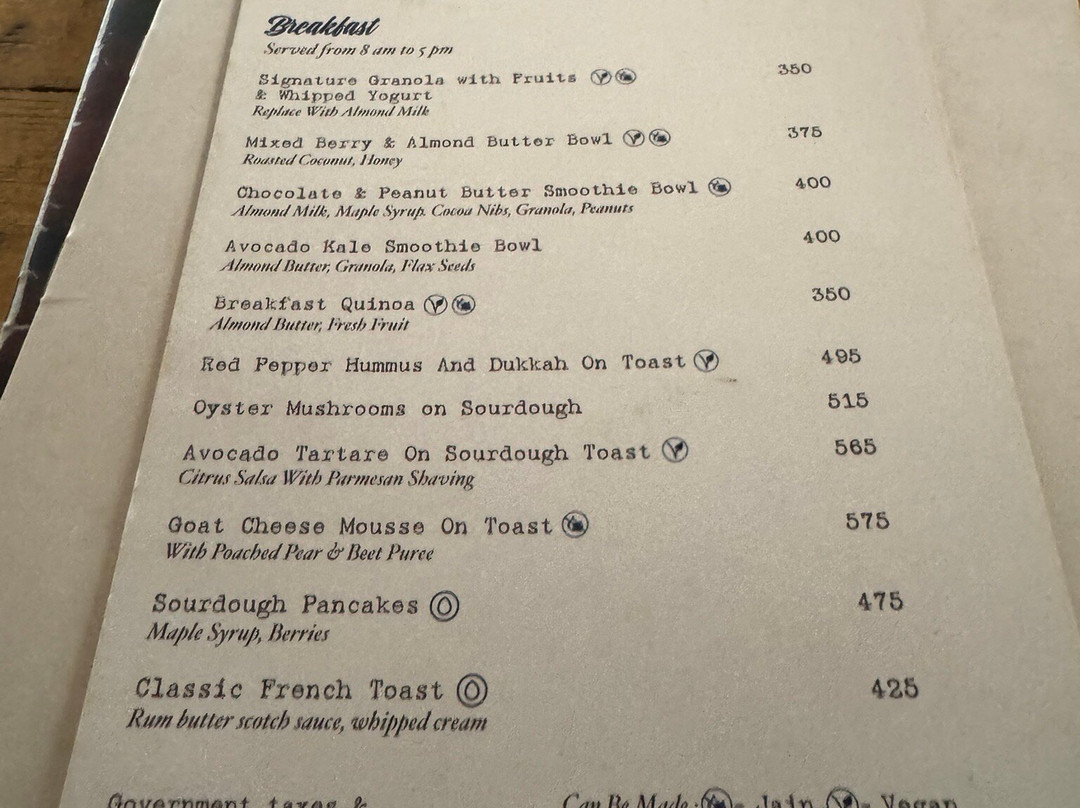 Breakfast
Served from 8 am to 5 pm
Signature Granola with Fruits 350
& Whipped Yogurt
Replace With Almond Milk
Mixed Berry & Almond Butter Bowl 375
Roasted Coconut, Honey
Chocolate & Peanut Butter Smoothie Bowl 400
Almond Milk, Maple Syrup. Cocoa Nibs, Granola, Peanuts
Avocado Kale Smoothie Bowl 400
Almond Butter, Granola, Flax Seeds
Breakfast Quinoa 350
Almond Butter, Fresh Fruit
Red Pepper Hummus And Dukkah On Toast 495
Oyster Mushrooms on Sourdough 515
Avocado Tartare On Sourdough Toast 565
Citrus Salsa With Parmesan Shaving
Goat Cheese Mousse On Toast 575
With Poached Pear & Beet Puree
Sourdough Pancakes 475
Maple Syrup, Berries
Classic French Toast 425
Rum butter scotch sauce, whipped cream
Government taxes & Can Be Made : - Jain - Vegan